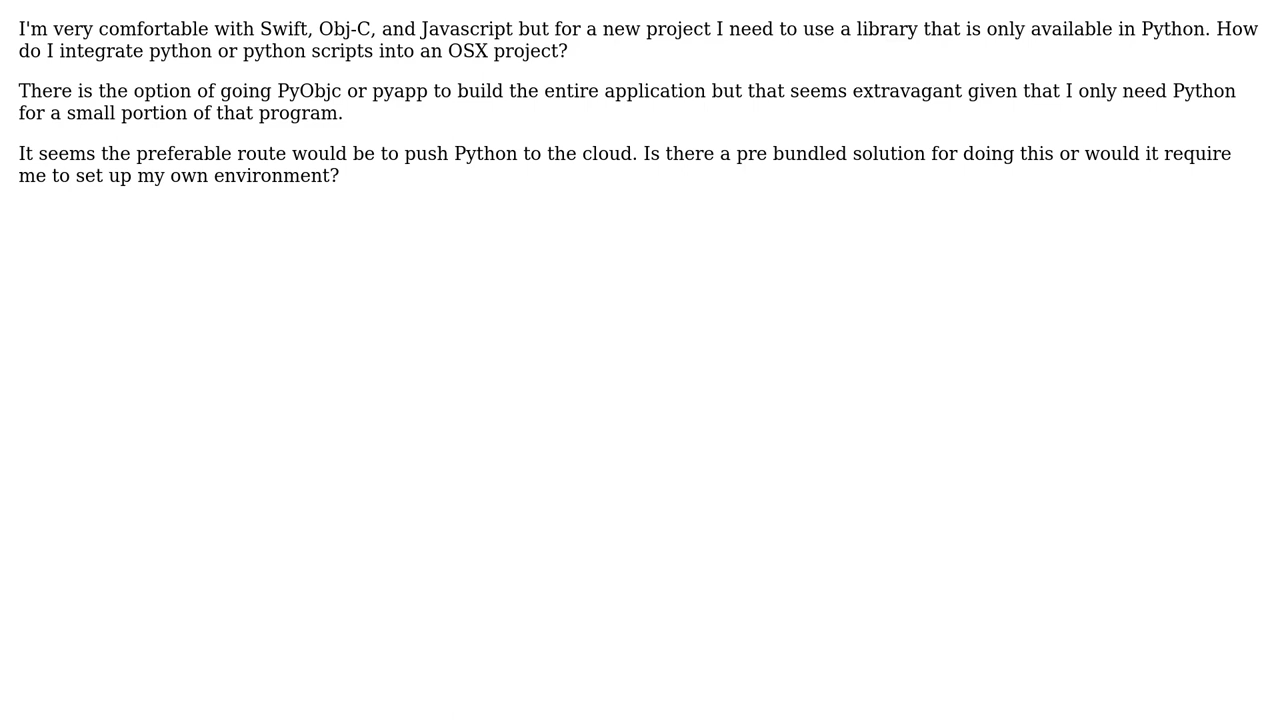 I'm very comfortable with Swift, Obj-C, and Javascript but for a new project I need to use a library that is only available in Python. How
do I integrate python or python scripts into an OSX project?
There is the option of going PyObjc or pyapp to build the entire application but that seems extravagant given that I only need Python
for a small portion of that program.
It seems the preferable route would be to push Python to the cloud. Is there a pre bundled solution for doing this or would it require
me to set up my own environment?